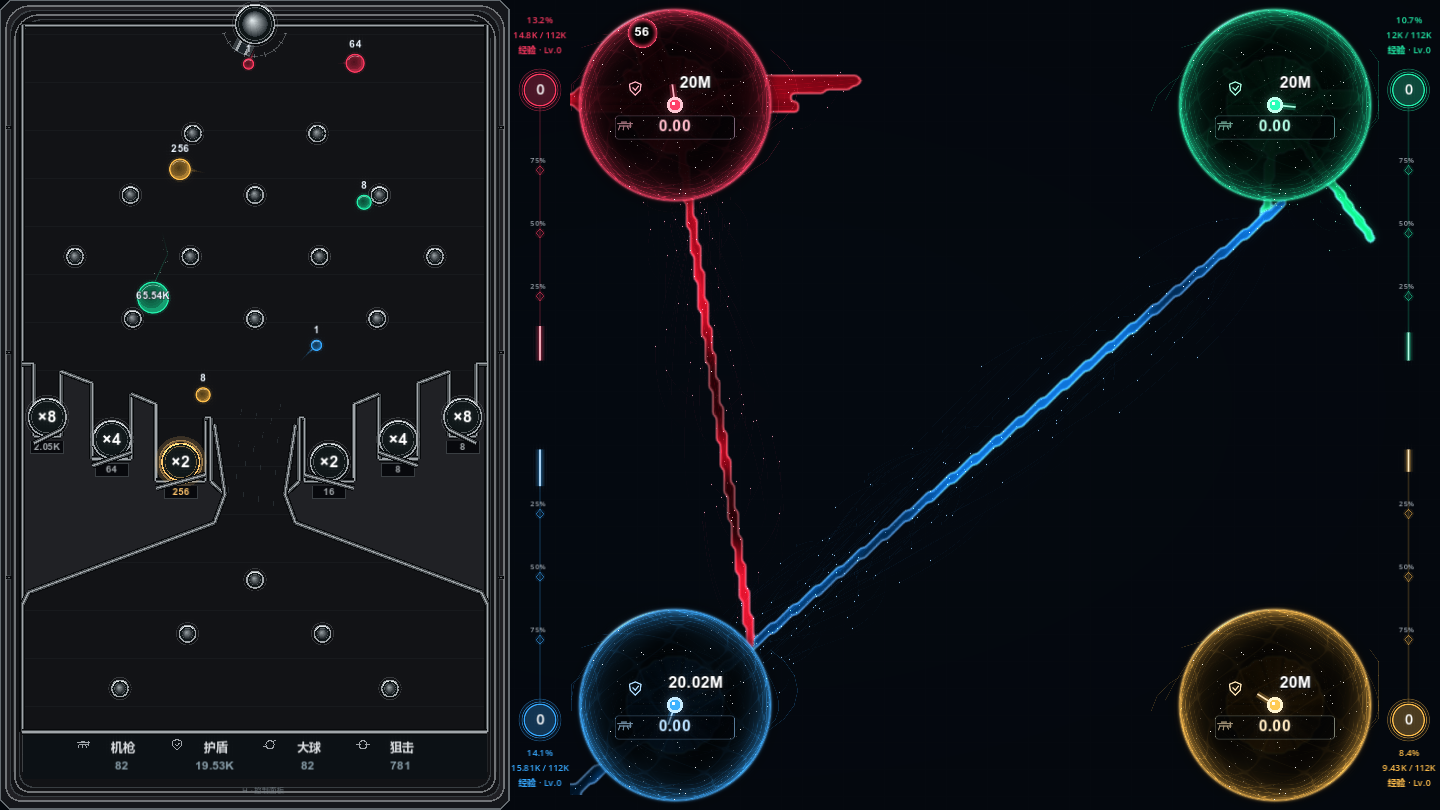 64
256
8
65.54K
1
8
×8
×4
×2
×2
×4
×8
2.05K
64
256
16
8
8
机枪
护盾
大球
狙击
82
19.53K
82
781
13.2%
14.8K / 112K
经验 · Lv.0
0
75%
50%
25%
56
20M
0.00
20M
0.00
10.7%
12K / 112K
经验 · Lv.0
0
75%
50%
25%
25%
50%
75%
0
14.1%
15.81K / 112K
经验 · Lv.0
20.02M
0.00
20M
0.00
25%
50%
75%
0
8.4%
9.43K / 112K
经验 · Lv.0